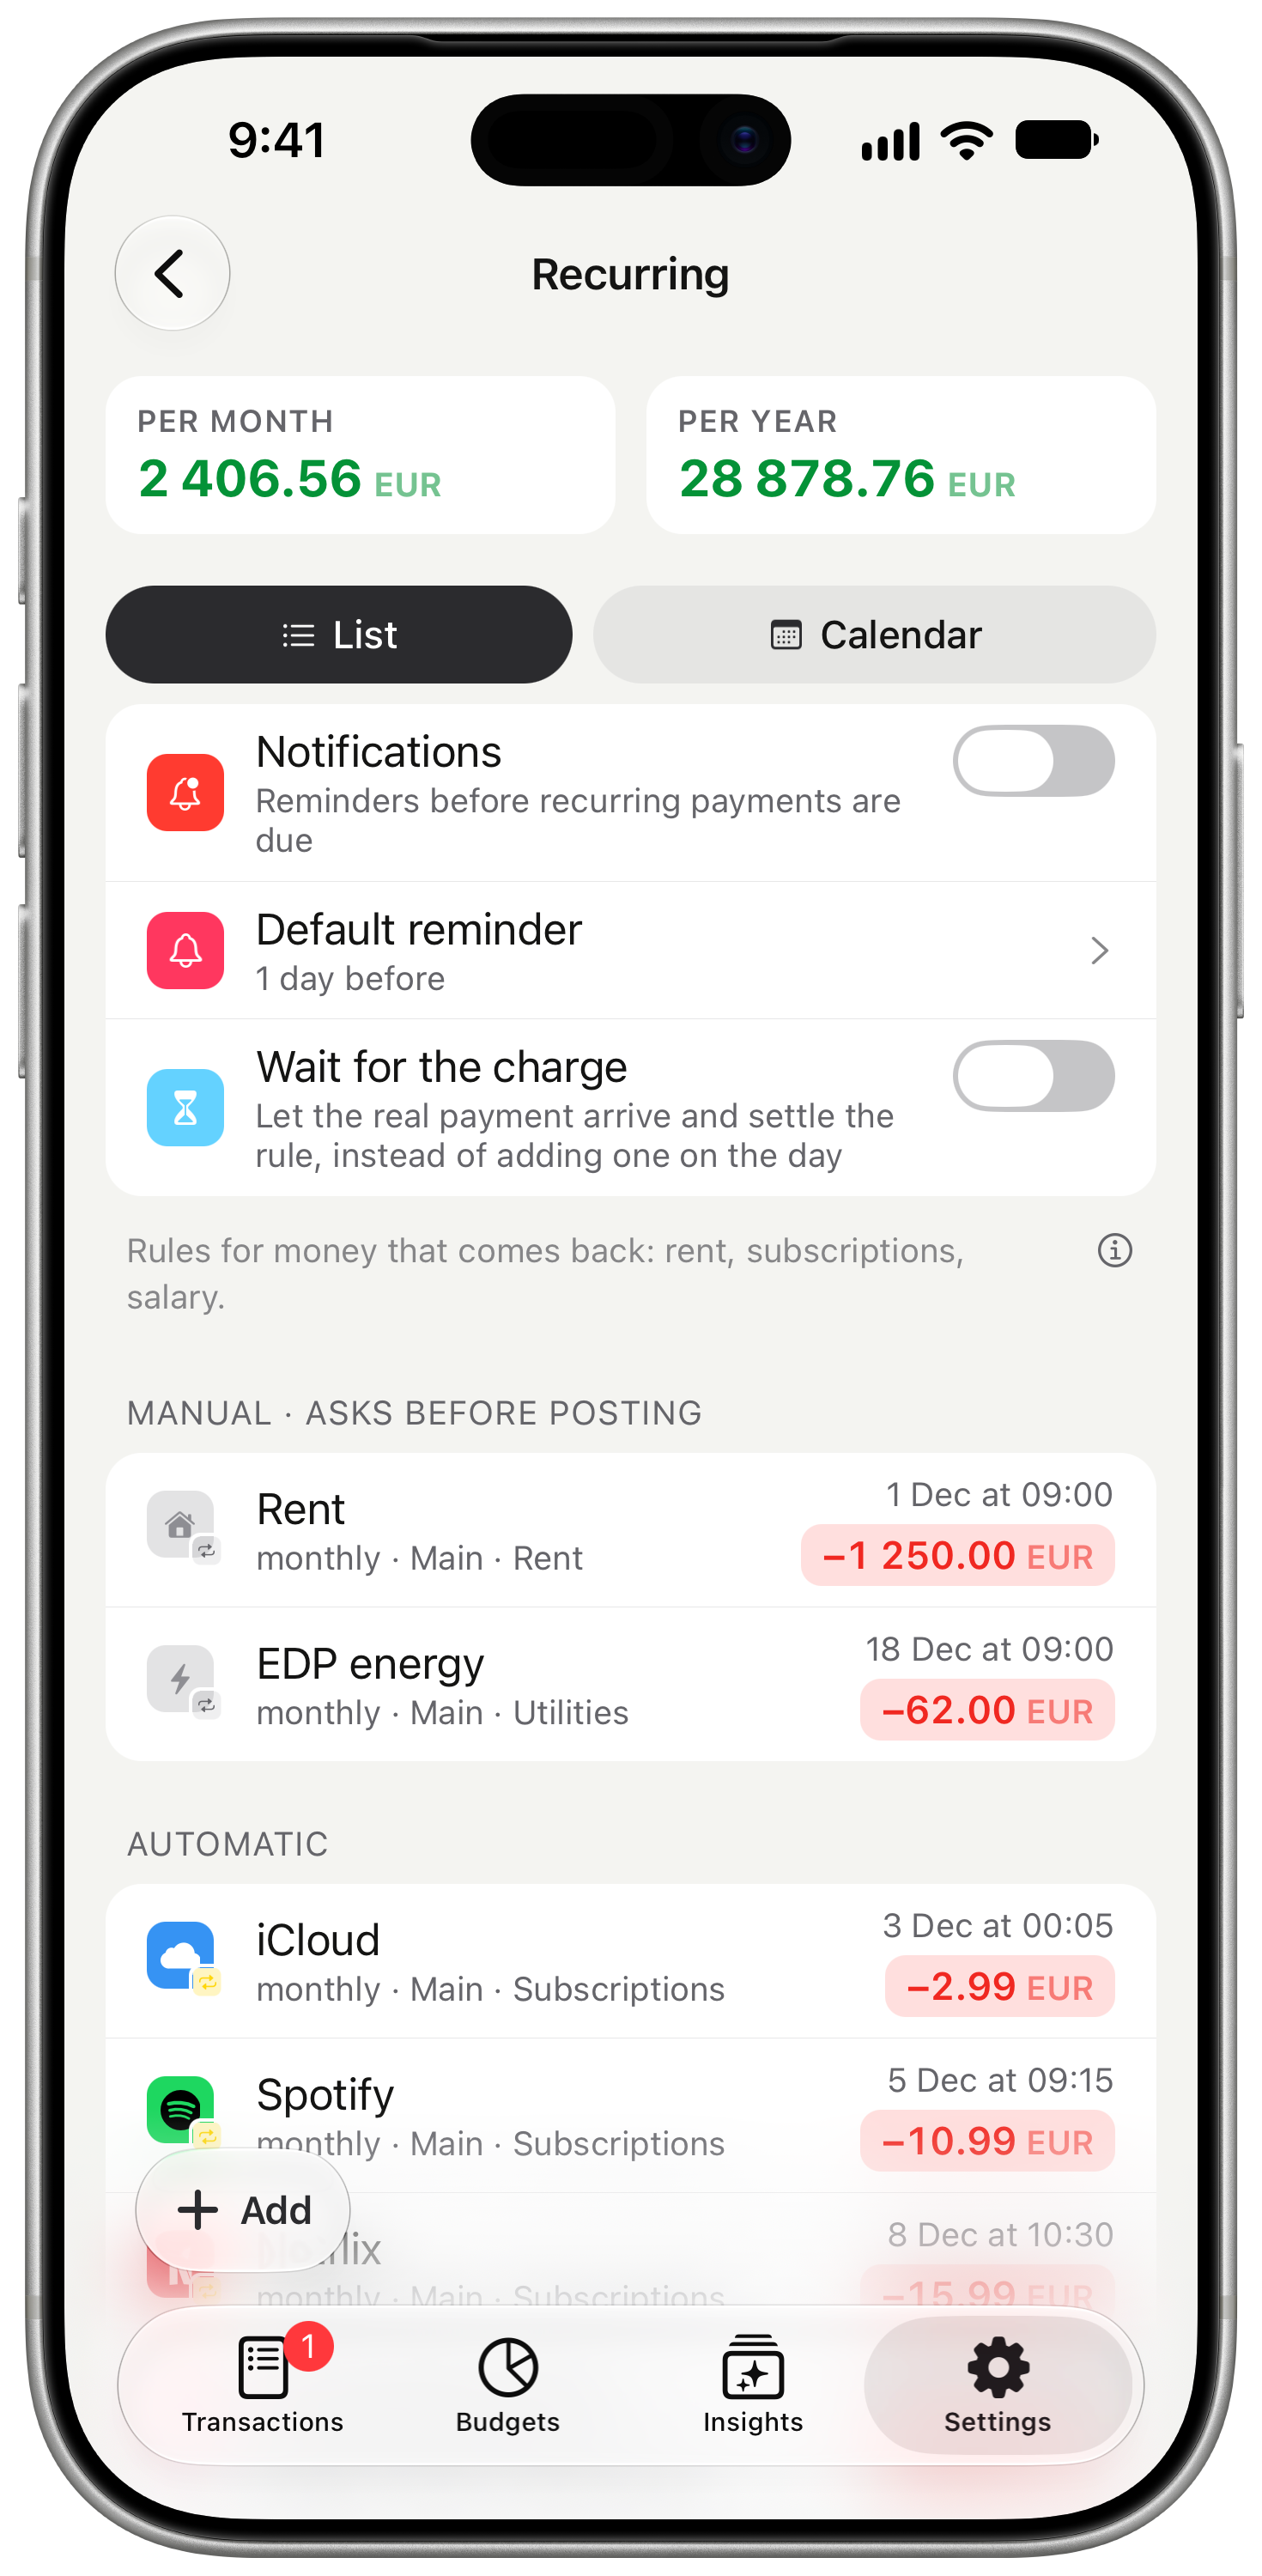 9:41
Recurring
PER MONTH
2 406.56 EUR
PER YEAR
28 878.76 EUR
List
Calendar
Notifications
Reminders before recurring payments are
due
Default reminder
1 day before
Wait for the charge
Let the real payment arrive and settle the
rule, instead of adding one on the day
Rules for money that comes back: rent, subscriptions,
salary.
MANUAL · ASKS BEFORE POSTING
Rent
1 Dec at 09:00
monthly · Main · Rent
−1 250.00 EUR
EDP energy
18 Dec at 09:00
monthly · Main · Utilities
−62.00 EUR
AUTOMATIC
iCloud
3 Dec at 00:05
monthly · Main · Subscriptions
−2.99 EUR
Spotify
5 Dec at 09:15
monthly · Main · Subscriptions
−10.99 EUR
Add
8 Dec at 10:30
monthly · Main · Subscriptions
−15.99 EUR
1
Transactions
Budgets
Insights
Settings